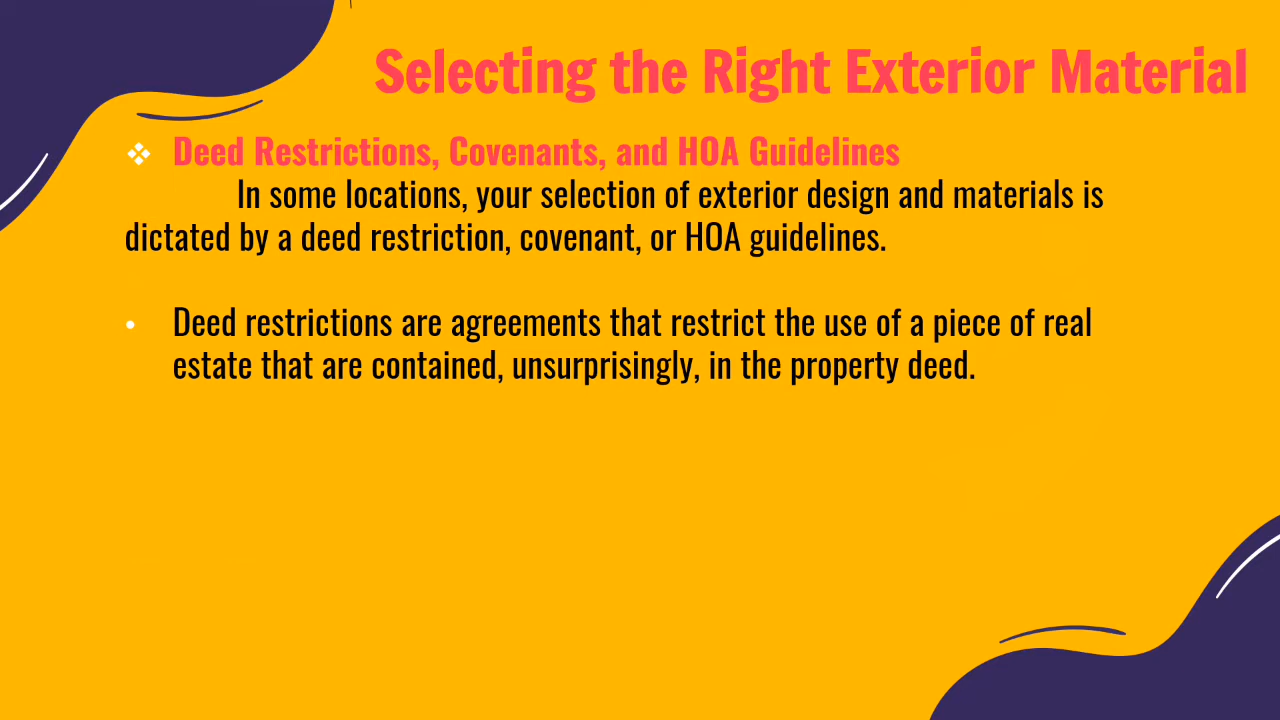 Selecting the Right Exterior Material
❖ Deed Restrictions, Covenants, and HOA Guidelines
In some locations, your selection of exterior design and materials is
dictated by a deed restriction, covenant, or HOA guidelines.
• Deed restrictions are agreements that restrict the use of a piece of real
estate that are contained, unsurprisingly, in the property deed.